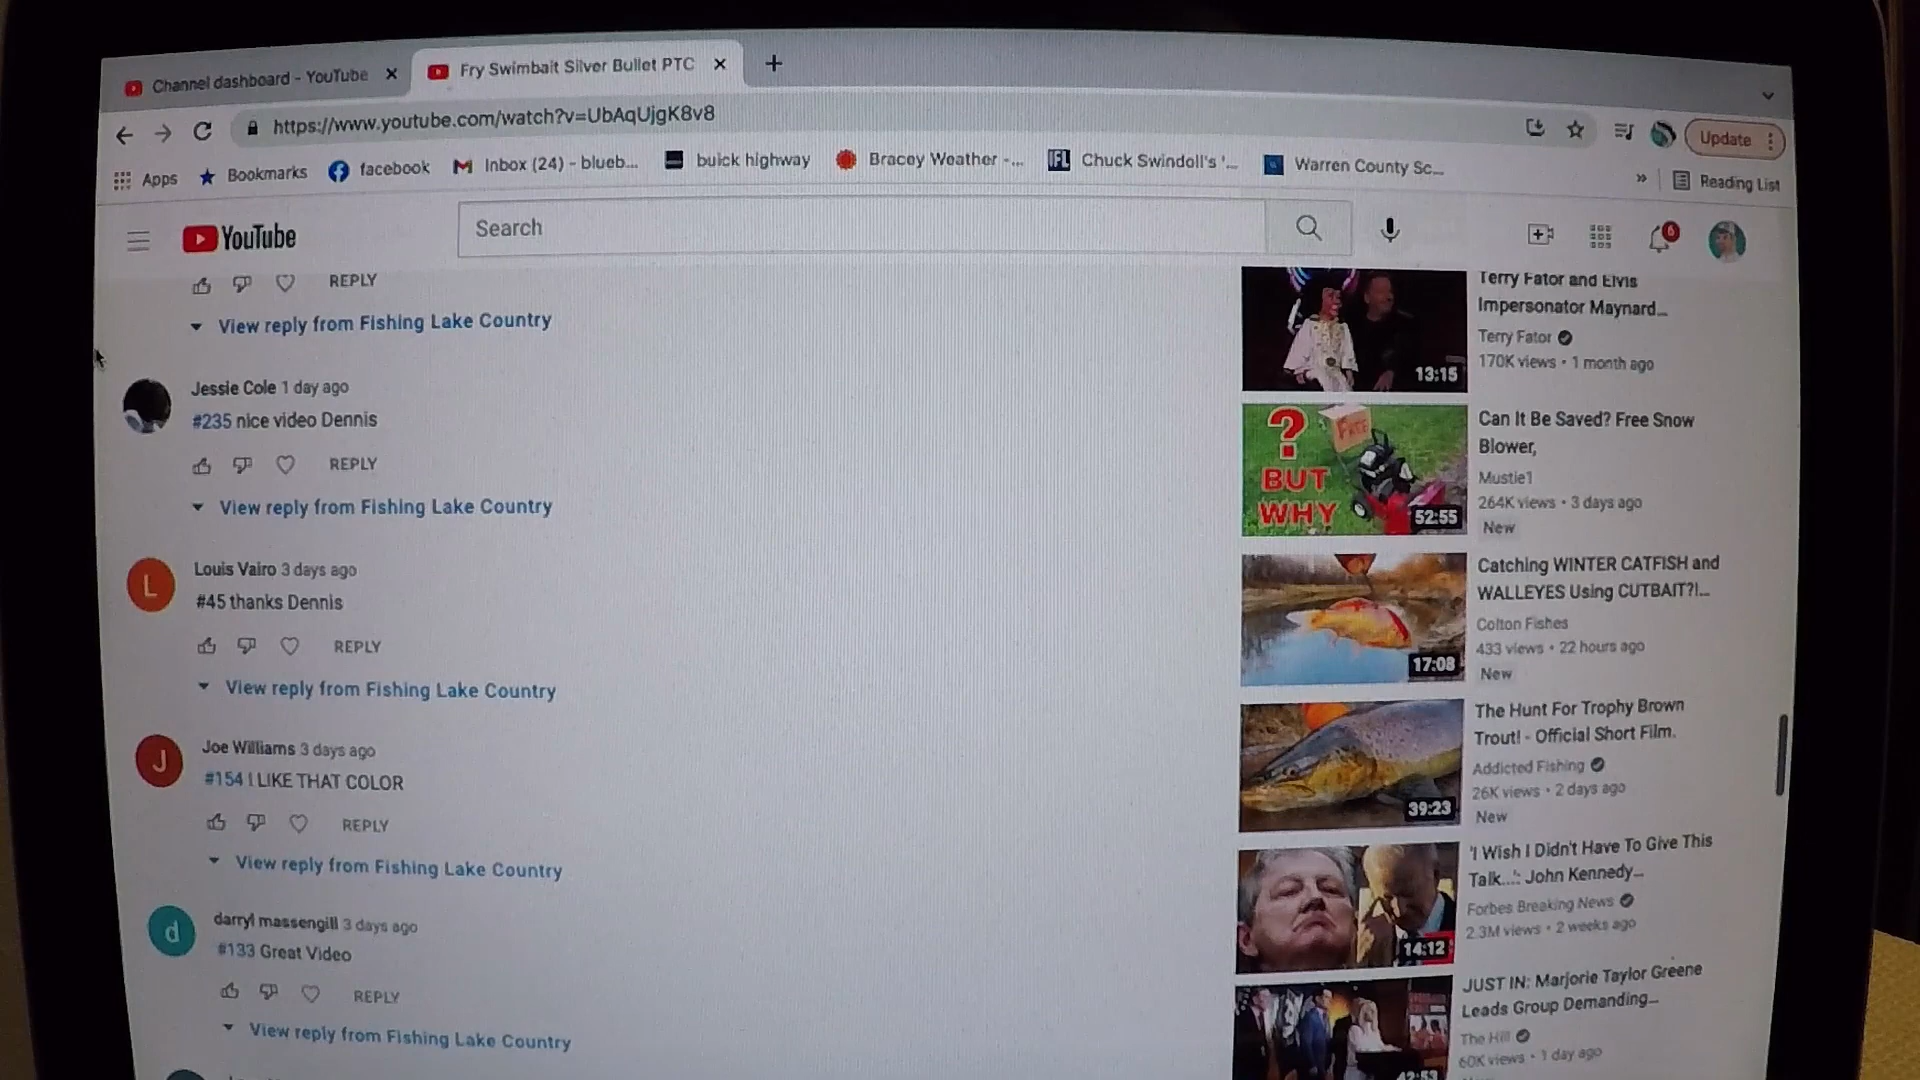 Channel dashboard - YouTube
Fry Swimbait Silver Bullet PTC
https://www.youtube.com/watch?v=UbAqUjgK8v8
Update
Apps
Bookmarks
facebook
Inbox (24) - blueb...
buick highway
Bracey Weather -...
IFL
Chuck Swindoll's '...
Warren County Sc...
»
Reading List
YouTube
Search
6
REPLY
View reply from Fishing Lake Country
Jessie Cole 1 day ago
#235 nice video Dennis
REPLY
View reply from Fishing Lake Country
L
Louis Vairo 3 days ago
#45 thanks Dennis
REPLY
View reply from Fishing Lake Country
J
Joe Williams 3 days ago
#154 I LIKE THAT COLOR
REPLY
View reply from Fishing Lake Country
d
darryl massengill 3 days ago
#133 Great Video
REPLY
View reply from Fishing Lake Country
13:15
Terry Fator and Elvis
Impersonator Maynard...
Terry Fator
170K views • 1 month ago
FREE
?
BUT
WHY
52:55
Can It Be Saved? Free Snow
Blower,
Mustie1
264K views • 3 days ago
New
17:08
Catching WINTER CATFISH and
WALLEYES Using CUTBAIT?!...
Colton Fishes
433 views • 22 hours ago
New
39:23
The Hunt For Trophy Brown
Trout! - Official Short Film.
Addicted Fishing
26K views • 2 days ago
New
14:12
'I Wish I Didn't Have To Give This
Talk...': John Kennedy...
Forbes Breaking News
2.3M views • 2 weeks ago
42:53
JUST IN: Marjorie Taylor Greene
Leads Group Demanding...
The Hill
60K views • 1 day ago